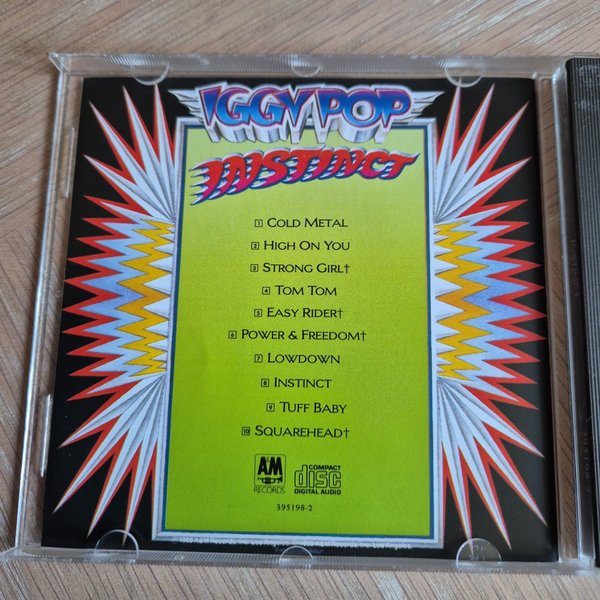 IGGY POP
INSTINCT
1 COLD METAL
2 HIGH ON YOU
3 STRONG GIRL†
4 TOM TOM
5 EASY RIDER†
6 POWER & FREEDOM†
7 LOWDOWN
8 INSTINCT
9 TUFF BABY
10 SQUAREHEAD†
A&M
RECORDS
COMPACT
disc
DIGITAL AUDIO
395198-2